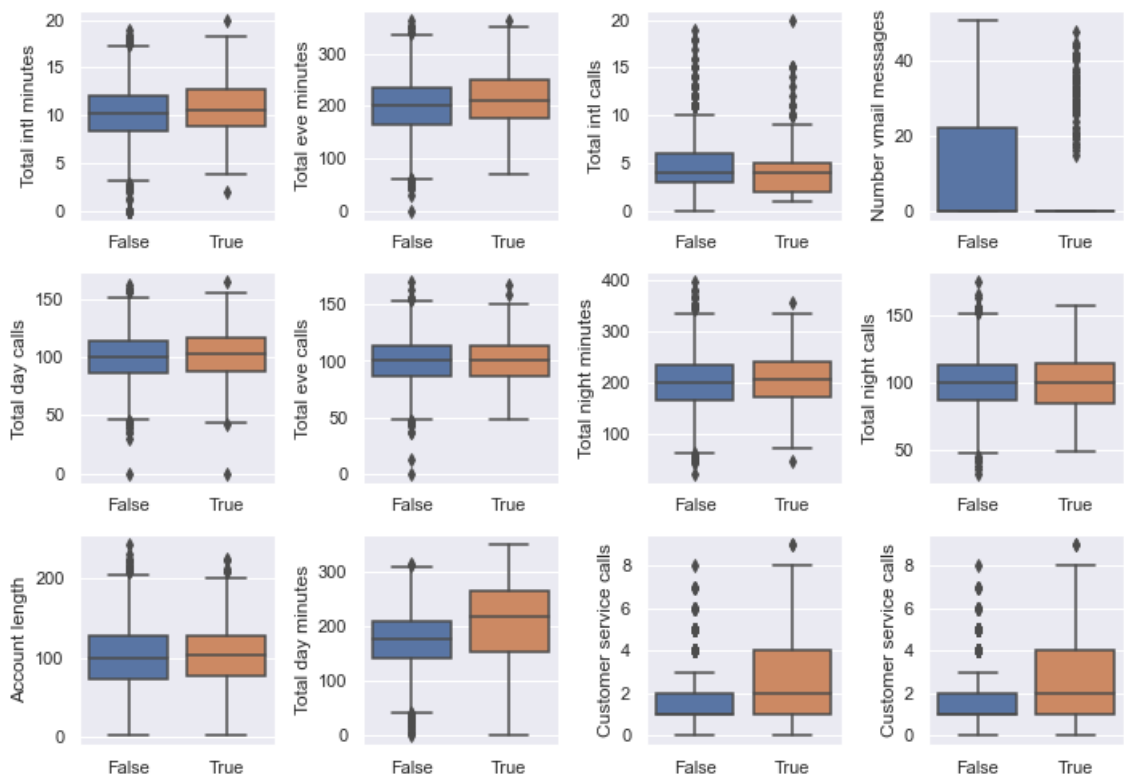 Total intl minutes
20
15
10
5
0
False True
Total eve minutes
300
200
100
0
False True
Total intl calls
20
15
10
5
0
False True
Number vmail messages
40
20
0
False True
Total day calls
150
100
50
0
False True
Total eve calls
150
100
50
0
False True
Total night minutes
400
300
200
100
False True
Total night calls
150
100
50
False True
Account length
200
100
0
False True
Total day minutes
300
200
100
0
False True
Customer service calls
8
6
4
2
0
False True
Customer service calls
8
6
4
2
0
False True